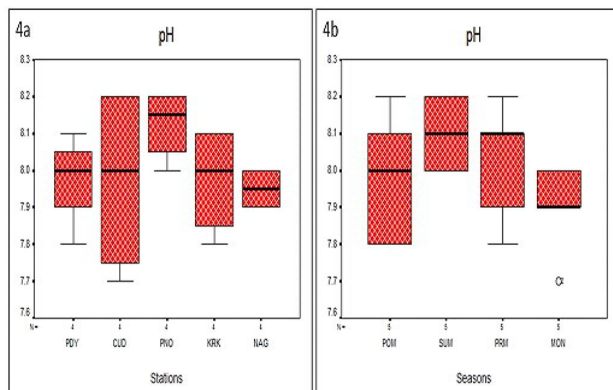 4a
pH
8.3
8.2
8.1
8.0
7.9
7.8
7.7
7.6
N = 4 4 4 4 4
PDY CUD PNO KRK NAG
Stations
4b
pH
8.3
8.2
8.1
8.0
7.9
7.8
7.7
7.6
N = 5 5 5 5
POM SUM PRM MON
Seasons